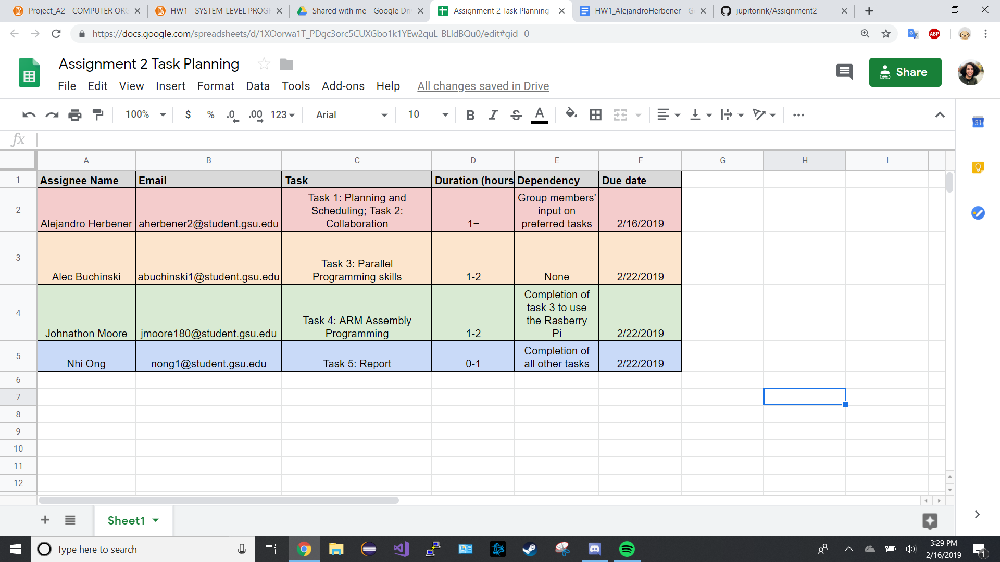 Project_A2 - COMPUTER ORG
HW1 - SYSTEM-LEVEL PROGR
Shared with me - Google Dri
Assignment 2 Task Planning
HW1_AlejandroHerbener - G
jupitorink/Assignment2
https://docs.google.com/spreadsheets/d/1XOorwa1T_PDgc3orc5CUXGbo1k1YEw2quL-BLldBQu0/edit#gid=0
ABP
Assignment 2 Task Planning
Share
File Edit View Insert Format Data Tools Add-ons Help All changes saved in Drive
100% $ % .0 .00 123 Arial 10 B I S A
31
fx
A B C D E F G H I
1 Assignee Name Email Task Duration (hours Dependency Due date
Task 1: Planning and Group members'
2 Scheduling; Task 2: input on
Alejandro Herbener aherbener2@student.gsu.edu Collaboration 1~ preferred tasks 2/16/2019
3 Task 3: Parallel
Alec Buchinski abuchinski1@student.gsu.edu Programming skills 1-2 None 2/22/2019
Completion of
task 3 to use
4 Task 4: ARM Assembly the Rasberry
Johnathon Moore jmoore180@student.gsu.edu Programming 1-2 Pi 2/22/2019
5 Completion of
Nhi Ong nong1@student.gsu.edu Task 5: Report 0-1 all other tasks 2/22/2019
6
7
8
9
10
11
12
Sheet1
Type here to search
3:29 PM
2/16/2019
1